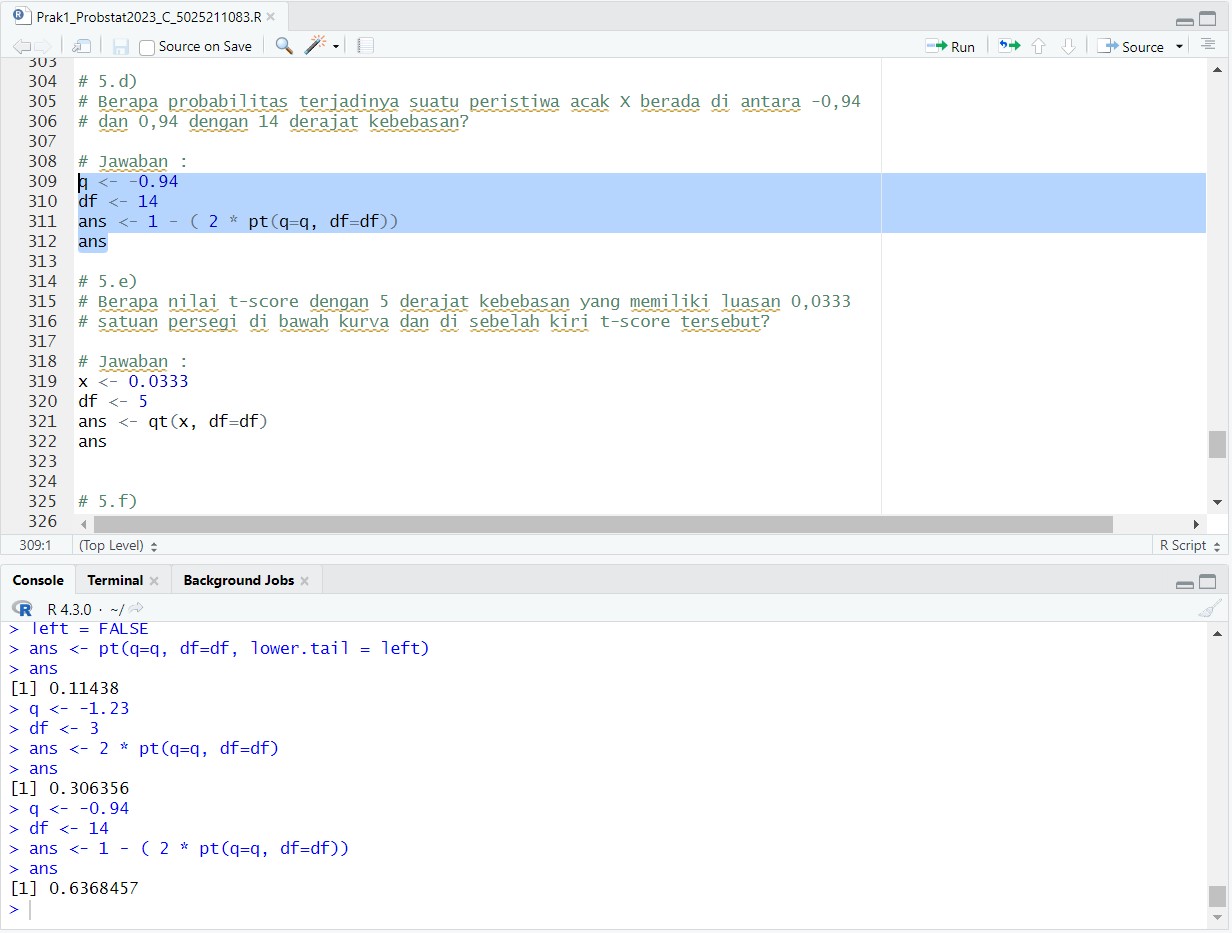 Prak1_Probstat2023_C_5025211083.R
Source on Save
Run
Source
303
304 # 5.d)
305 # Berapa probabilitas terjadinya suatu peristiwa acak X berada di antara -0,94
306 # dan 0,94 dengan 14 derajat kebebasan?
307
308 # Jawaban :
309 q <- -0.94
310 df <- 14
311 ans <- 1 - ( 2 * pt(q=q, df=df))
312 ans
313
314 # 5.e)
315 # Berapa nilai t-score dengan 5 derajat kebebasan yang memiliki luasan 0,0333
316 # satuan persegi di bawah kurva dan di sebelah kiri t-score tersebut?
317
318 # Jawaban :
319 x <- 0.0333
320 df <- 5
321 ans <- qt(x, df=df)
322 ans
323
324
325 # 5.f)
326
309:1 (Top Level) R Script
Console Terminal Background Jobs
R R 4.3.0 · ~/
> left = FALSE
> ans <- pt(q=q, df=df, lower.tail = left)
> ans
[1] 0.11438
> q <- -1.23
> df <- 3
> ans <- 2 * pt(q=q, df=df)
> ans
[1] 0.306356
> q <- -0.94
> df <- 14
> ans <- 1 - ( 2 * pt(q=q, df=df))
> ans
[1] 0.6368457
>